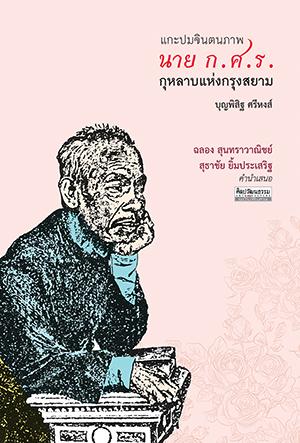 แกะปมจินตนภาพ
นาย ก.ศ.ร.
กุหลาบแห่งกรุงสยาม
บุญพิสิฐ ศรีหงส์
ฉลอง สุนทราวาณิชย์
สุธาชัย ยิ้มประเสริฐ
คำนำเสนอ
ศิลปวัฒนธรรม